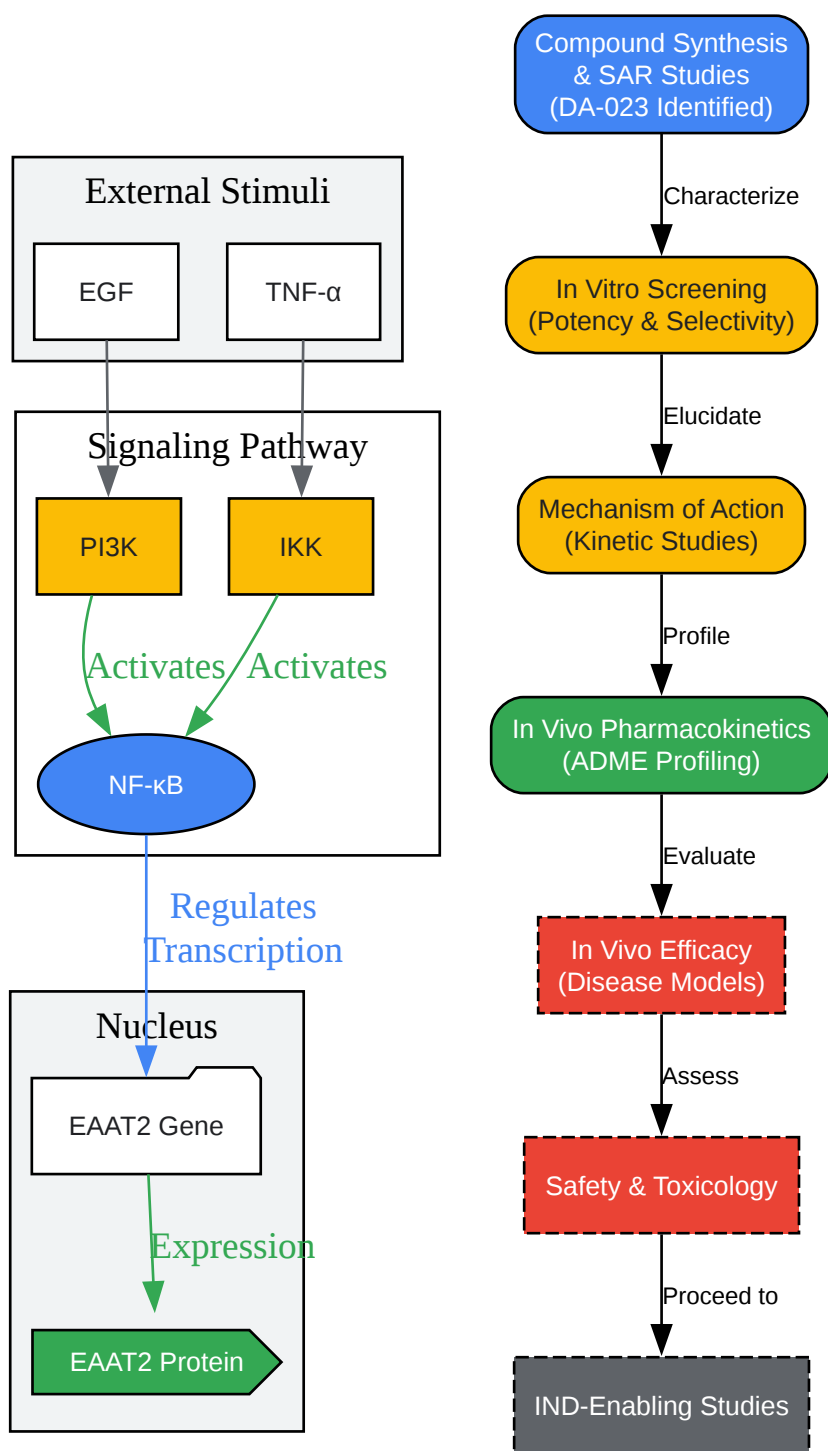 External Stimuli
EGF
TNF-α
Signaling Pathway
PI3K
IKK
Activates
Activates
NF-κB
Regulates
Transcription
Nucleus
EAAT2 Gene
Expression
EAAT2 Protein
Compound Synthesis
& SAR Studies
(DA-023 Identified)
Characterize
In Vitro Screening
(Potency & Selectivity)
Elucidate
Mechanism of Action
(Kinetic Studies)
Profile
In Vivo Pharmacokinetics
(ADME Profiling)
Evaluate
In Vivo Efficacy
(Disease Models)
Assess
Safety & Toxicology
Proceed to
IND-Enabling Studies